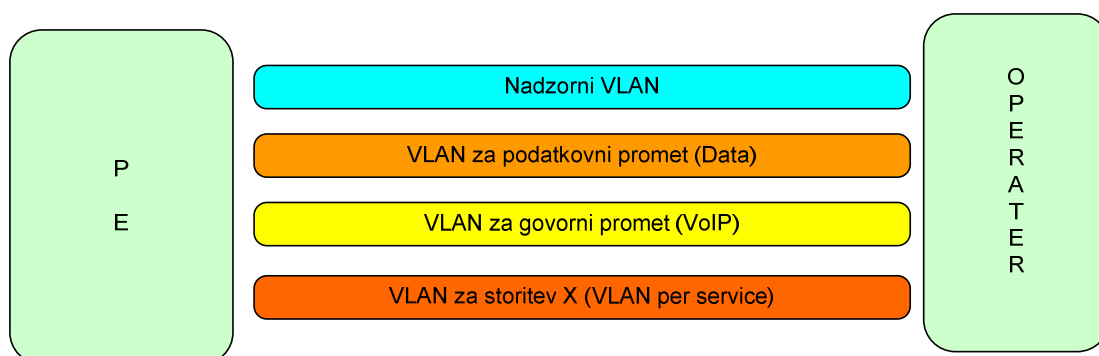 P
E
Nadzorni VLAN
VLAN za podatkovni promet (Data)
VLAN za govorni promet (VoIP)
VLAN za storitev X (VLAN per service)
O
P
E
R
A
T
E
R